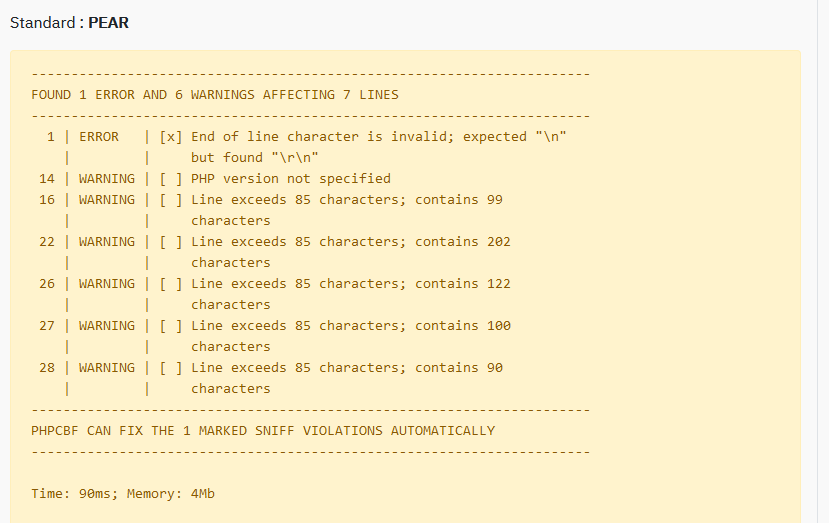 Standard : PEAR
----------------------------------------------------------------------
FOUND 1 ERROR AND 6 WARNINGS AFFECTING 7 LINES
----------------------------------------------------------------------
  1 | ERROR   | [x] End of line character is invalid; expected "\n"
    |         |     but found "\r\n"
 14 | WARNING | [ ] PHP version not specified
 16 | WARNING | [ ] Line exceeds 85 characters; contains 99
    |         |     characters
 22 | WARNING | [ ] Line exceeds 85 characters; contains 202
    |         |     characters
 26 | WARNING | [ ] Line exceeds 85 characters; contains 122
    |         |     characters
 27 | WARNING | [ ] Line exceeds 85 characters; contains 100
    |         |     characters
 28 | WARNING | [ ] Line exceeds 85 characters; contains 90
    |         |     characters
----------------------------------------------------------------------
PHPCBF CAN FIX THE 1 MARKED SNIFF VIOLATIONS AUTOMATICALLY
----------------------------------------------------------------------
Time: 90ms; Memory: 4Mb